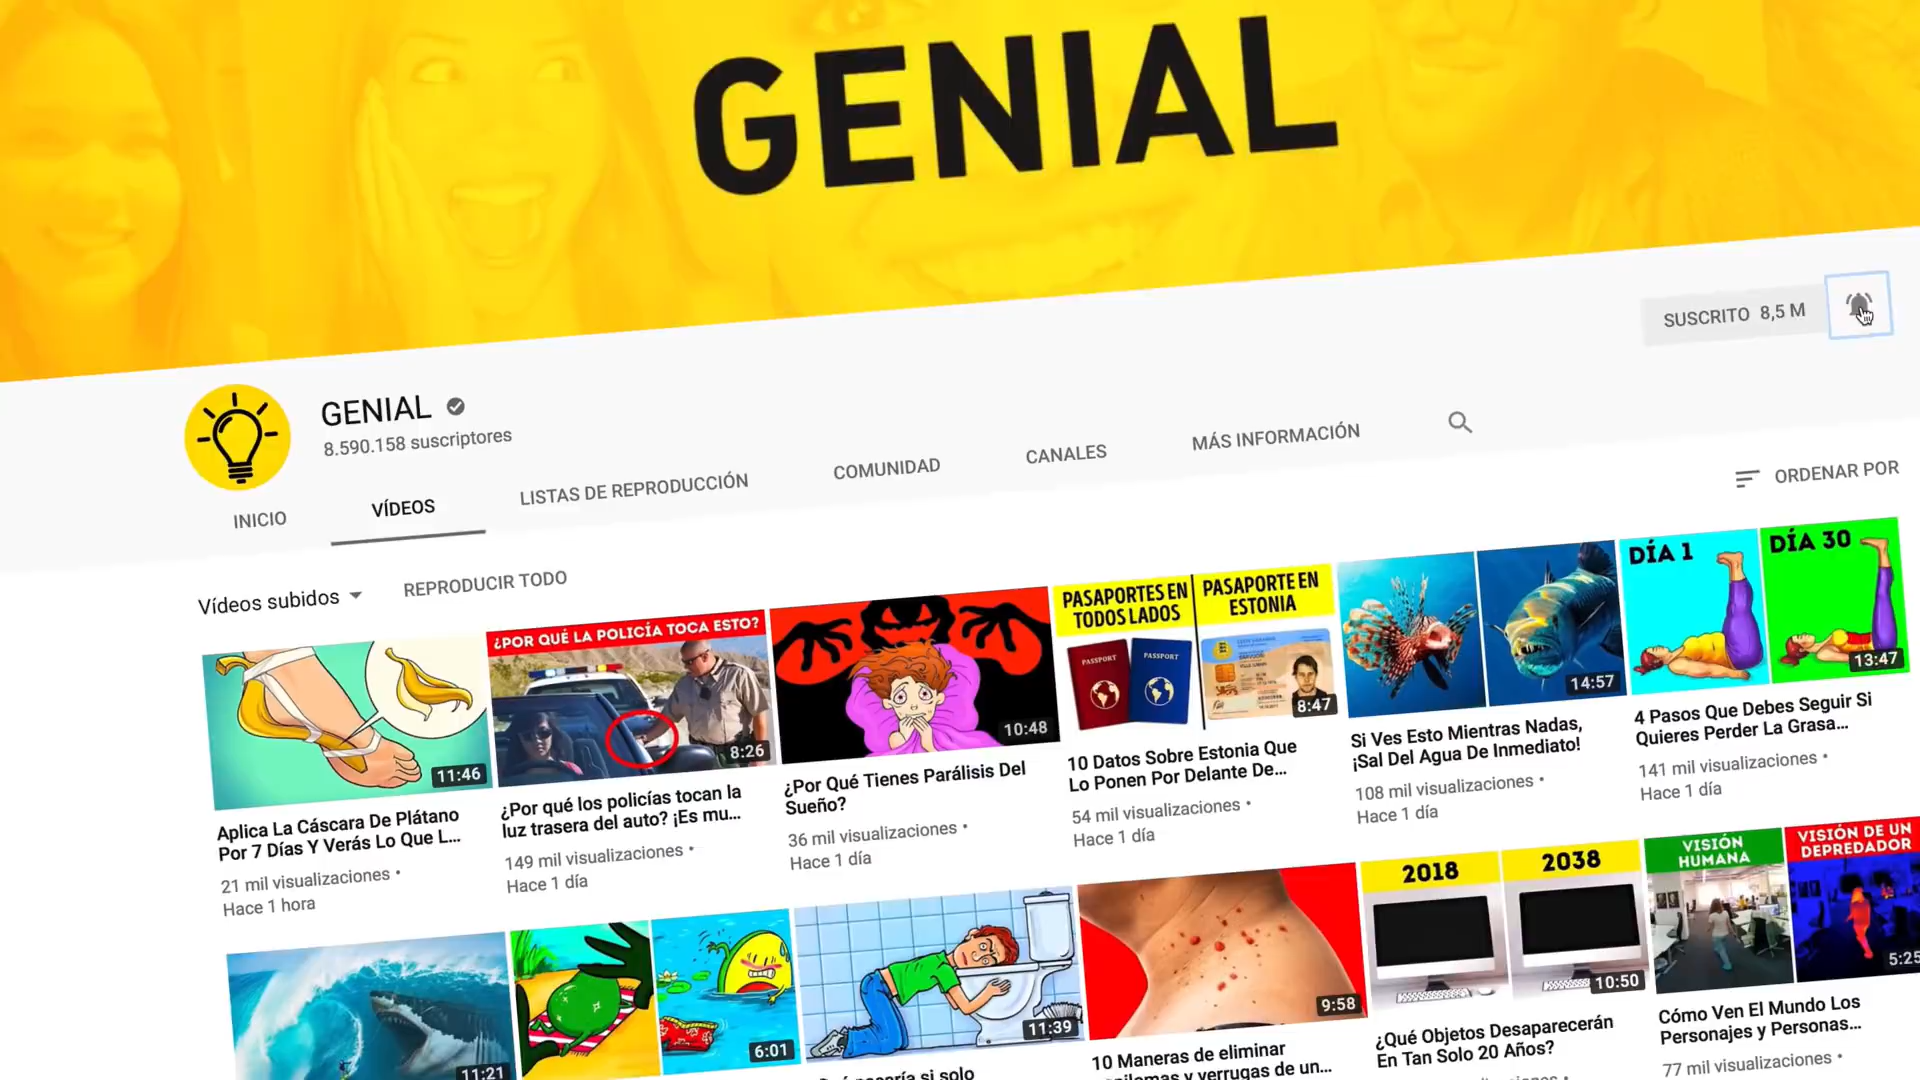 GENIAL
SUSCRITO 8,5 M
GENIAL
8.590.158 suscriptores
INICIO
VÍDEOS
LISTAS DE REPRODUCCIÓN
COMUNIDAD
CANALES
MÁS INFORMACIÓN
ORDENAR POR
Vídeos subidos
REPRODUCIR TODO
11:46
Aplica La Cáscara De Plátano
Por 7 Días Y Verás Lo Que L...
21 mil visualizaciones •
Hace 1 hora
¿POR QUÉ LA POLICÍA TOCA ESTO?
8:26
¿Por qué los policías tocan la
luz trasera del auto? ¡Es mu...
149 mil visualizaciones •
Hace 1 día
10:48
¿Por Qué Tienes Parálisis Del
Sueño?
36 mil visualizaciones •
Hace 1 día
PASAPORTES EN
TODOS LADOS
PASAPORTE EN
ESTONIA
PASSPORT
PASSPORT
8:47
10 Datos Sobre Estonia Que
Lo Ponen Por Delante De...
54 mil visualizaciones •
Hace 1 día
14:57
Si Ves Esto Mientras Nadas,
¡Sal Del Agua De Inmediato!
108 mil visualizaciones •
Hace 1 día
DÍA 1
DÍA 30
13:47
4 Pasos Que Debes Seguir Si
Quieres Perder La Grasa...
141 mil visualizaciones •
Hace 1 día
11:21
6:01
11:39
si solo
9:58
10 Maneras de eliminar
y verrugas de un...
2018
2038
10:50
¿Qué Objetos Desaparecerán
En Tan Solo 20 Años?
VISIÓN
HUMANA
VISIÓN DE UN
DEPREDADOR
5:25
Cómo Ven El Mundo Los
Personajes y Personas...
77 mil visualizaciones •